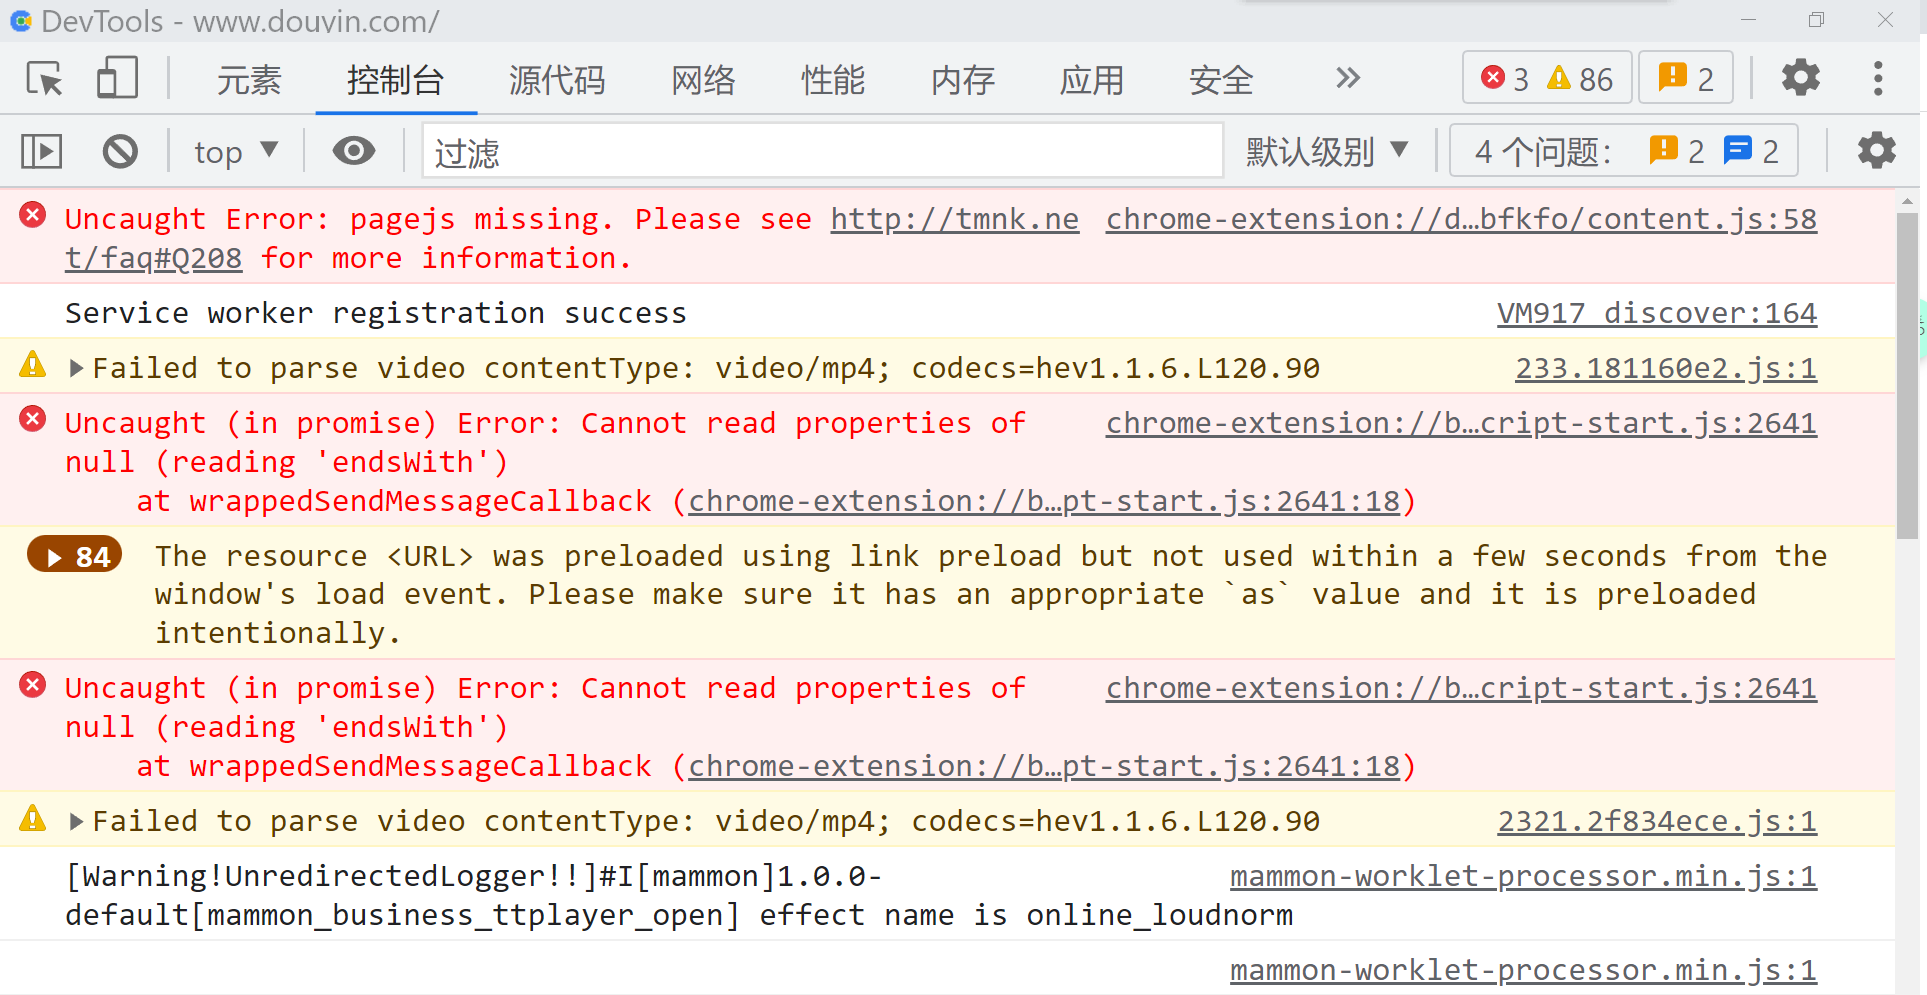 DevTools - www.douyin.com/
元素 控制台 源代码 网络 性能 内存 应用 安全 » 3 86 2
top ▼ 过滤 默认级别 ▼ 4 个问题: 2 2
Uncaught Error: pagejs missing. Please see http://tmnk.ne chrome-extension://d…bfkfo/content.js:58
t/faq#Q208 for more information.
Service worker registration success VM917 discover:164
Failed to parse video contentType: video/mp4; codecs=hev1.1.6.L120.90 233.181160e2.js:1
Uncaught (in promise) Error: Cannot read properties of chrome-extension://b…cript-start.js:2641
null (reading 'endsWith')
at wrappedSendMessageCallback (chrome-extension://b…pt-start.js:2641:18)
84 The resource <URL> was preloaded using link preload but not used within a few seconds from the
window's load event. Please make sure it has an appropriate `as` value and it is preloaded
intentionally.
Uncaught (in promise) Error: Cannot read properties of chrome-extension://b…cript-start.js:2641
null (reading 'endsWith')
at wrappedSendMessageCallback (chrome-extension://b…pt-start.js:2641:18)
Failed to parse video contentType: video/mp4; codecs=hev1.1.6.L120.90 2321.2f834ece.js:1
[Warning!UnredirectedLogger!!]#I[mammon]1.0.0- mammon-worklet-processor.min.js:1
default[mammon_business_ttplayer_open] effect name is online_loudnorm
mammon-worklet-processor.min.js:1